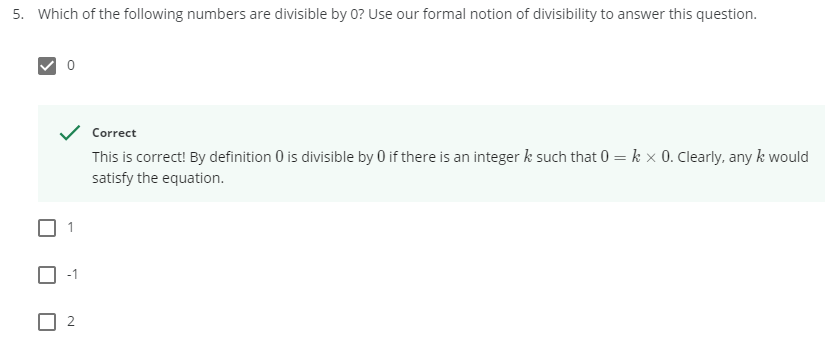 5. Which of the following numbers are divisible by 0? Use our formal notion of divisibility to answer this question.
0
Correct
This is correct! By definition 0 is divisible by 0 if there is an integer k such that 0 = k × 0. Clearly, any k would
satisfy the equation.
1
-1
2